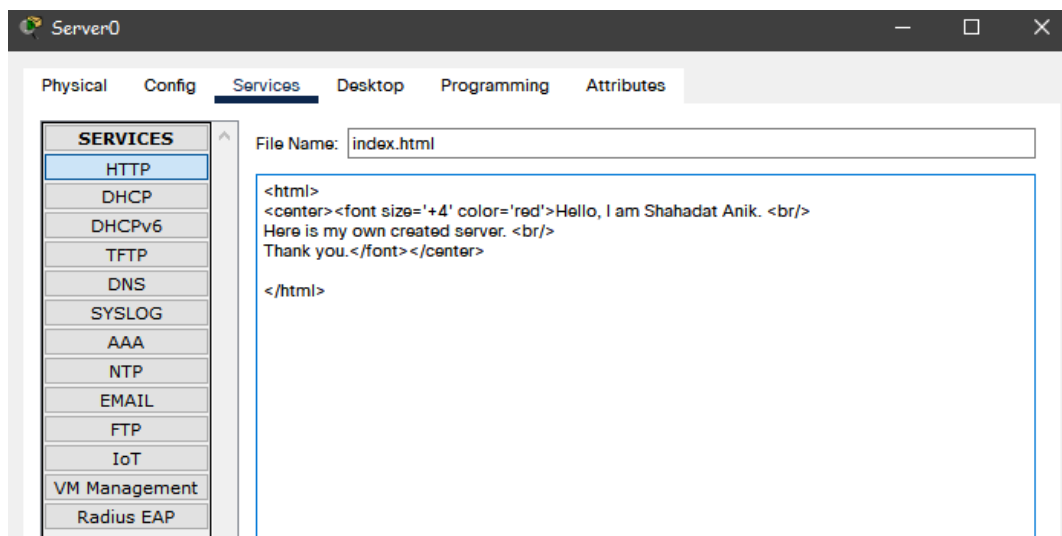 Server0
Physical Config Services Desktop Programming Attributes
SERVICES
HTTP
DHCP
DHCPv6
TFTP
DNS
SYSLOG
AAA
NTP
EMAIL
FTP
IoT
VM Management
Radius EAP
File Name: index.html
<html>
<center><font size='+4' color='red'>Hello, I am Shahadat Anik. <br/>
Here is my own created server. <br/>
Thank you.</font></center>
</html>